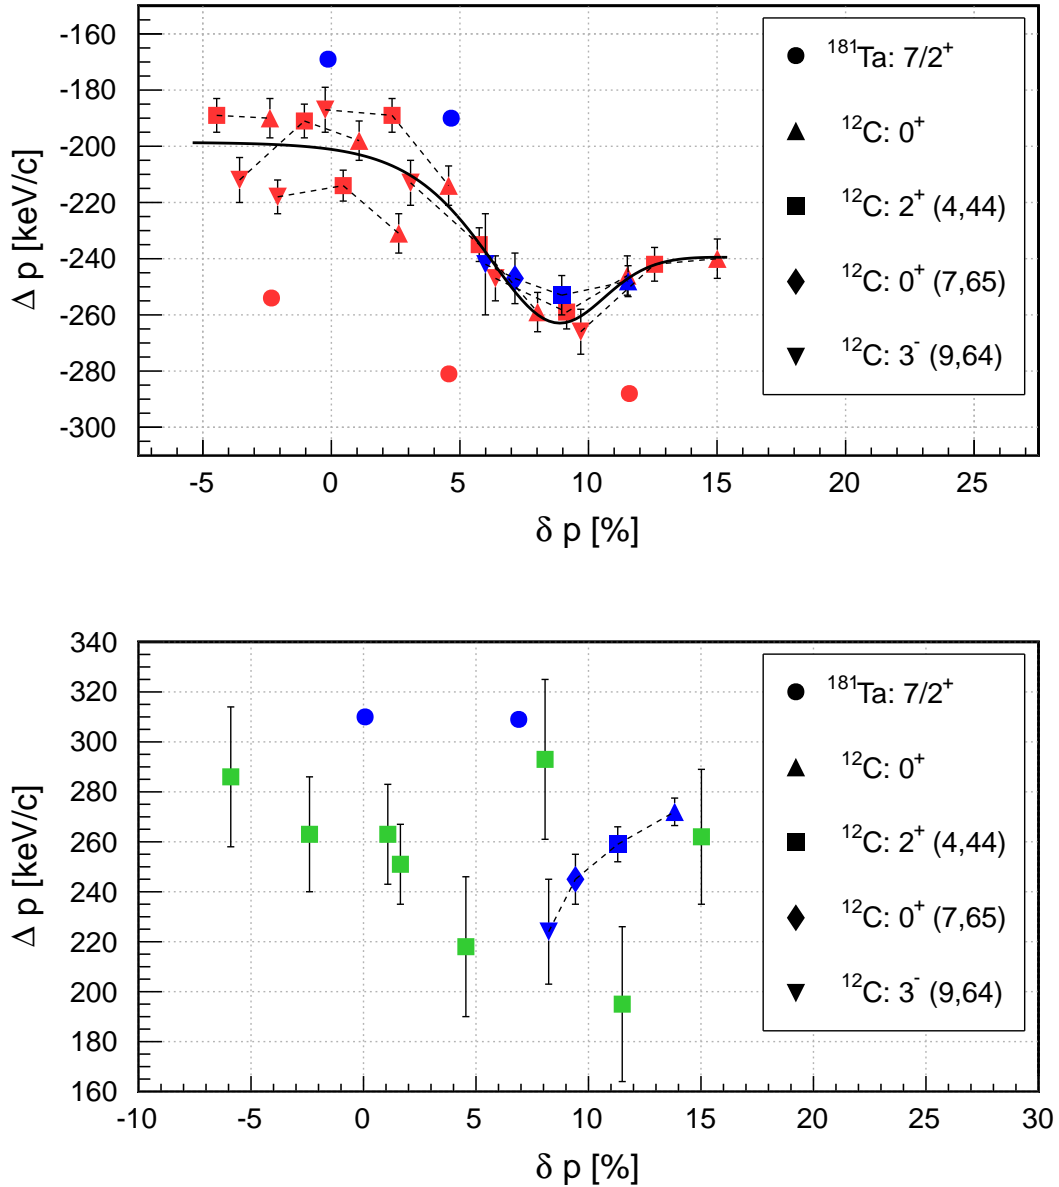 -160
-180
-200
-220
-240
-260
-280
-300
Δ p [keV/c]
-5 0 5 10 15 20 25
δ p [%]
¹⁸¹Ta: 7/2⁺
¹²C: 0⁺
¹²C: 2⁺ (4,44)
¹²C: 0⁺ (7,65)
¹²C: 3⁻ (9,64)
340
320
300
280
260
240
220
200
180
160
Δ p [keV/c]
-10 -5 0 5 10 15 20 25 30
δ p [%]
¹⁸¹Ta: 7/2⁺
¹²C: 0⁺
¹²C: 2⁺ (4,44)
¹²C: 0⁺ (7,65)
¹²C: 3⁻ (9,64)